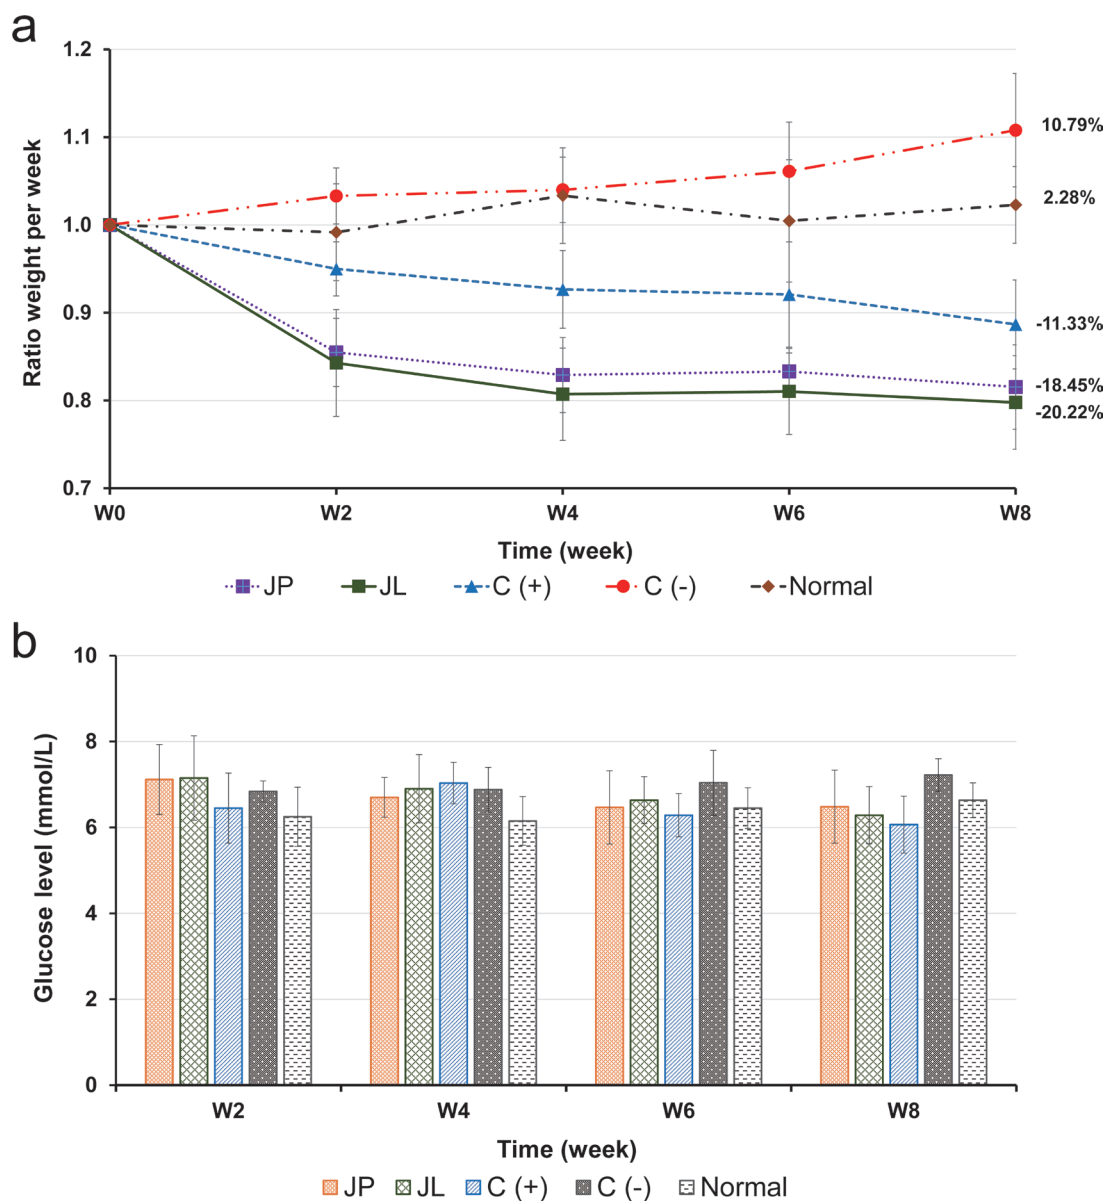 a
Ratio weight per week
1.2
1.1
1.0
0.9
0.8
0.7
10.79%
2.28%
-11.33%
-18.45%
-20.22%
W0 W2 W4 W6 W8
Time (week)
JP JL C (+) C (-) Normal
b
Glucose level (mmol/L)
10
8
6
4
2
0
W2 W4 W6 W8
Time (week)
JP JL C (+) C (-) Normal